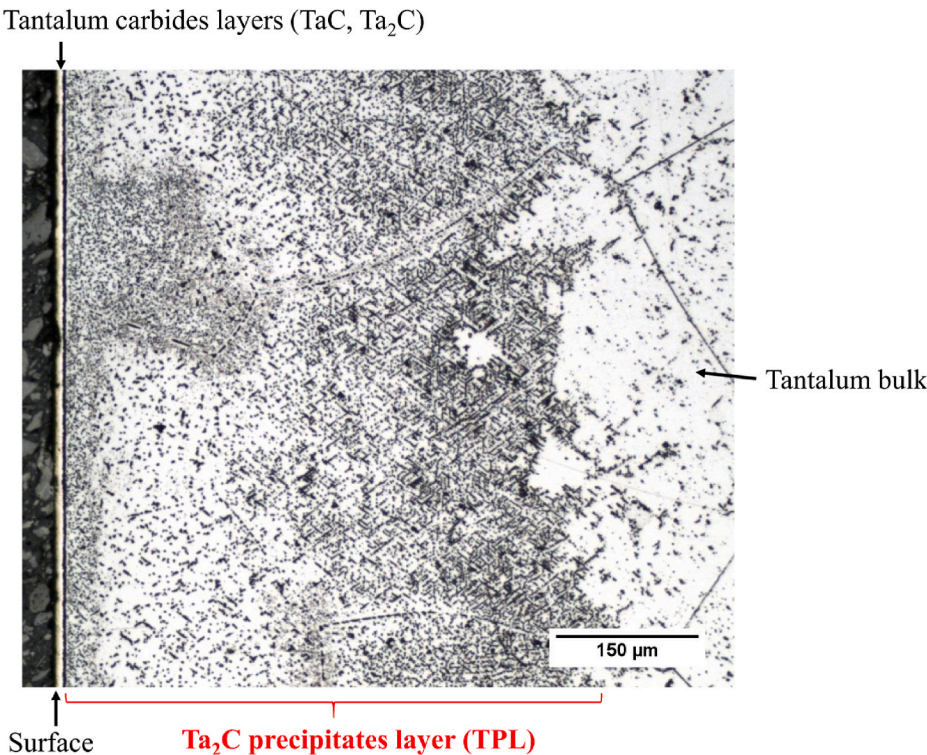 Tantalum carbides layers (TaC, Ta₂C)
Tantalum bulk
150 µm
Surface
Ta₂C precipitates layer (TPL)